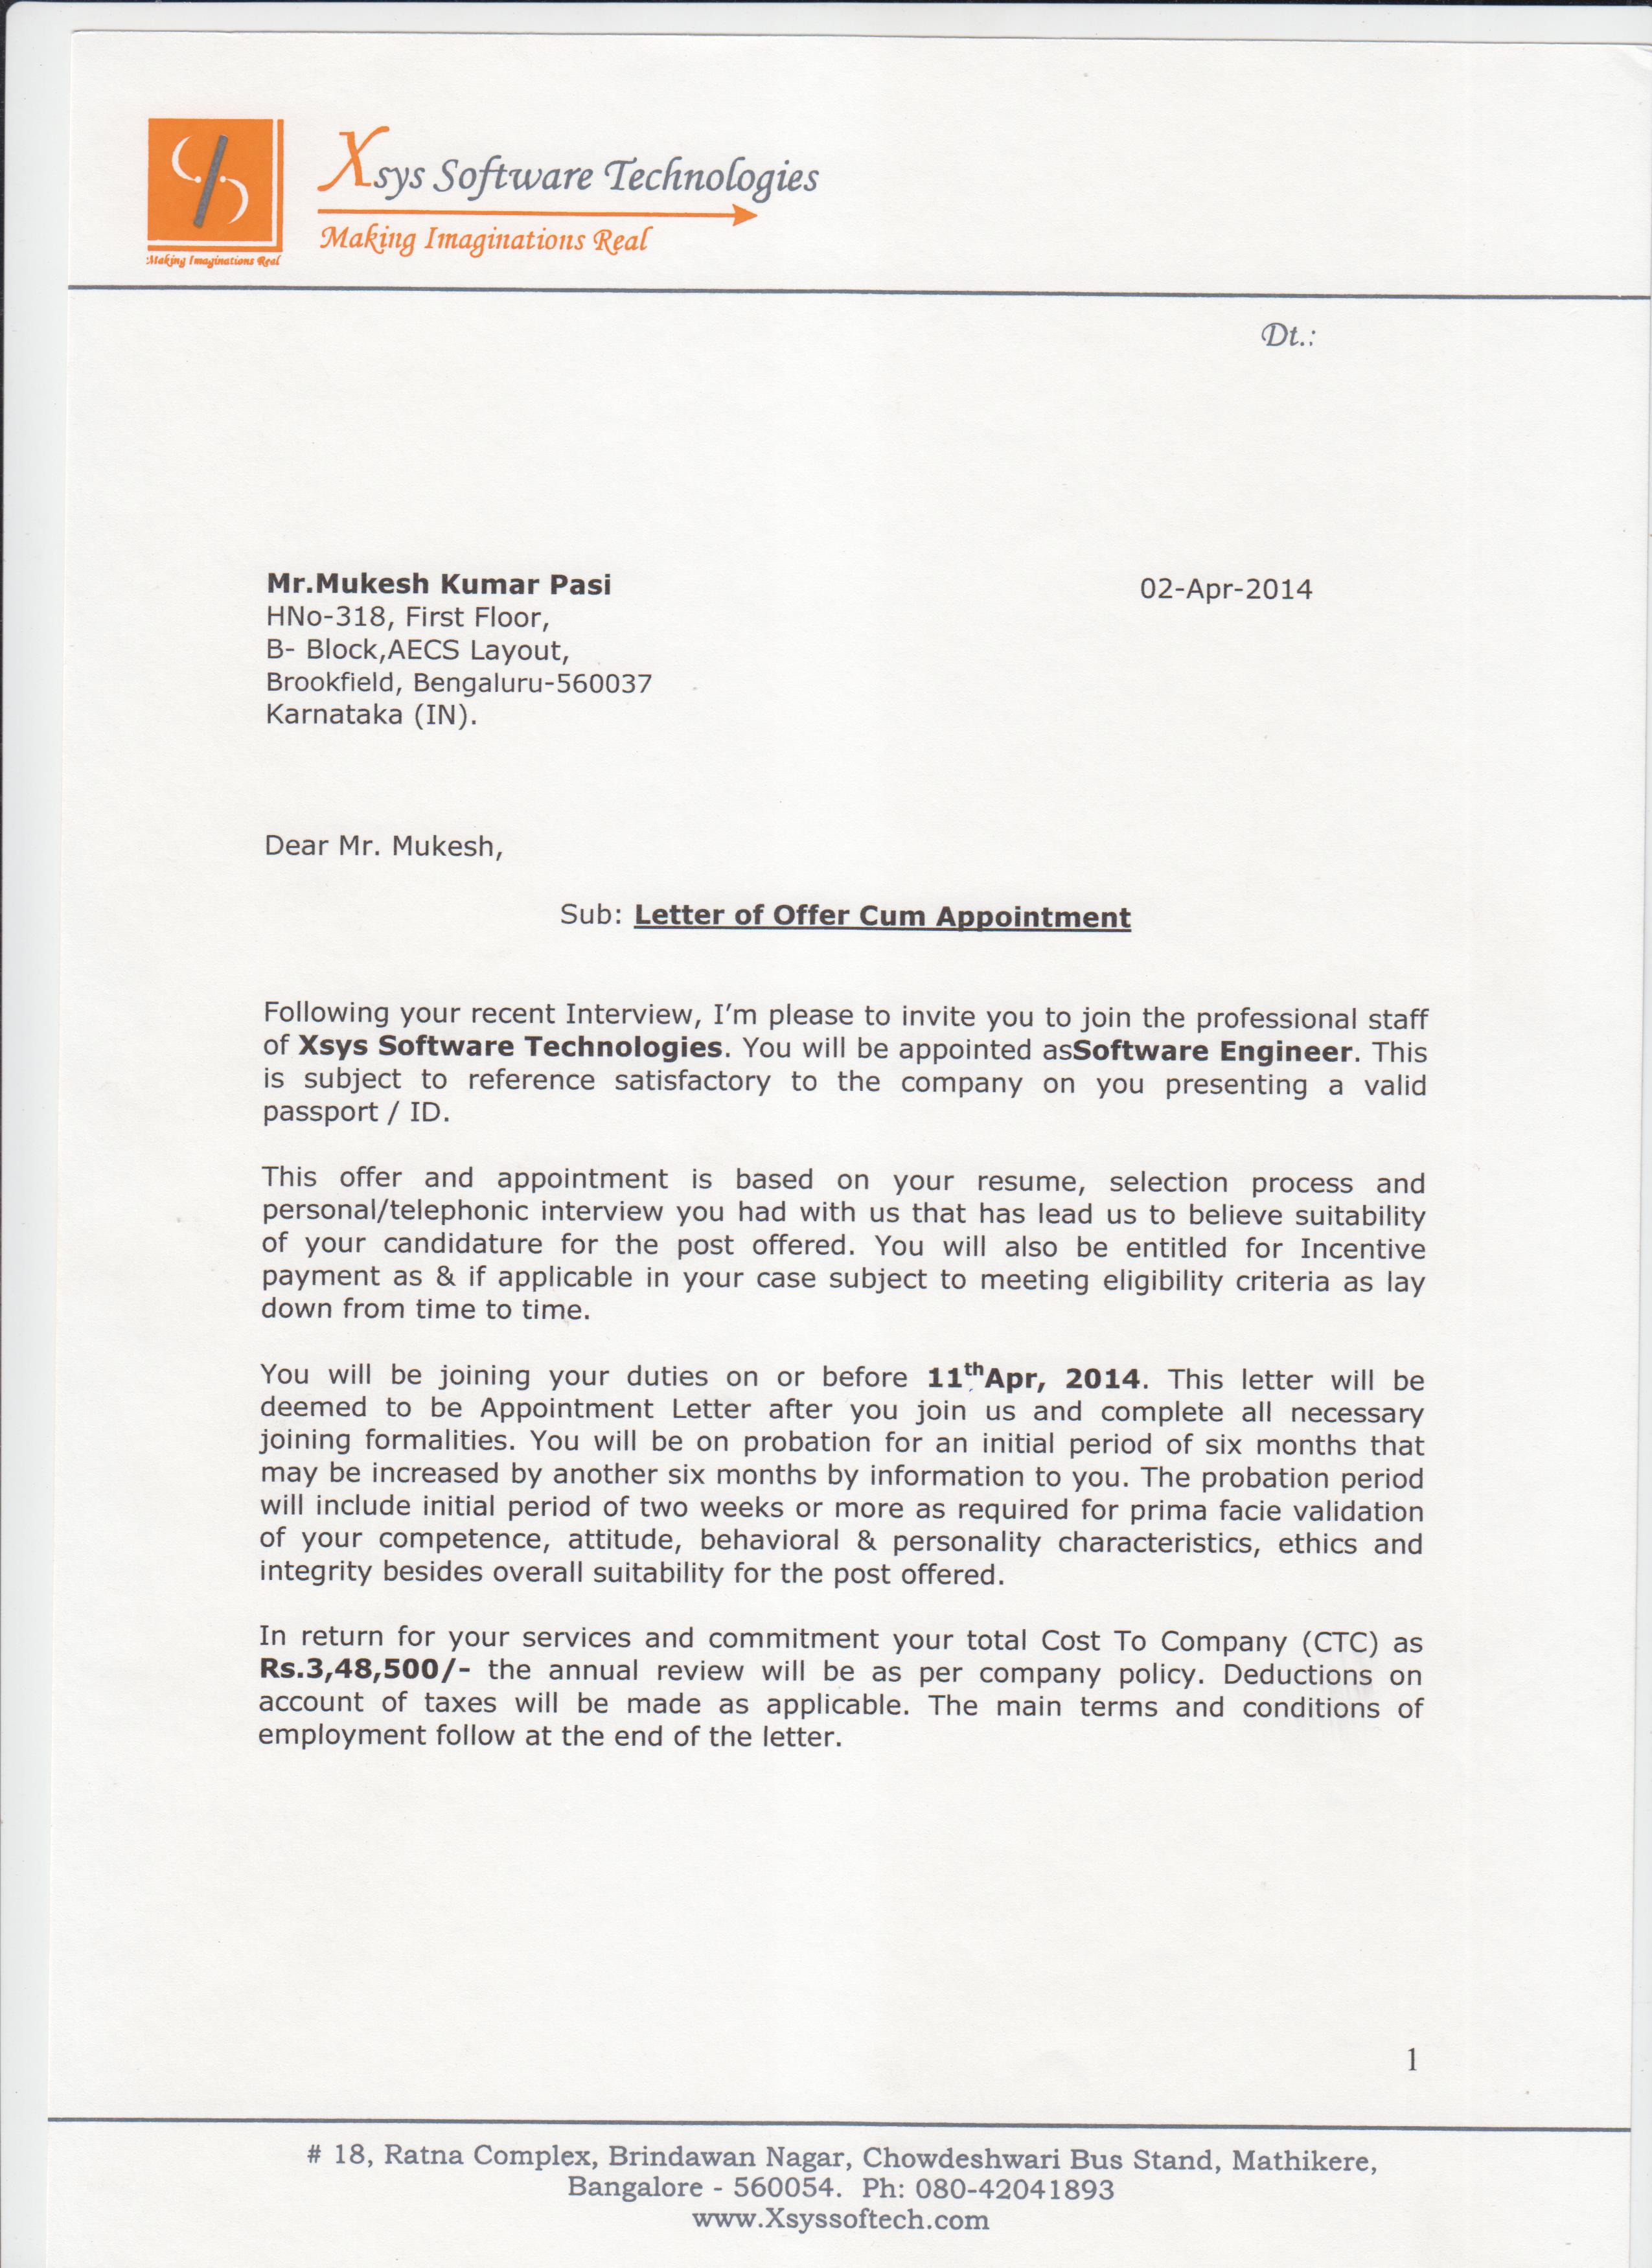 Xsys Software Technologies
Making Imaginations Real
Making Imaginations Real
Dt.:
Mr.Mukesh Kumar Pasi
02-Apr-2014
HNo-318, First Floor,
B- Block,AECS Layout,
Brookfield, Bengaluru-560037
Karnataka (IN).
Dear Mr. Mukesh,
Sub: Letter of Offer Cum Appointment
Following your recent Interview, I'm please to invite you to join the professional staff
of Xsys Software Technologies. You will be appointed asSoftware Engineer. This
is subject to reference satisfactory to the company on you presenting a valid
passport / ID.
This offer and appointment is based on your resume, selection process and
personal/telephonic interview you had with us that has lead us to believe suitability
of your candidature for the post offered. You will also be entitled for Incentive
payment as & if applicable in your case subject to meeting eligibility criteria as lay
down from time to time.
You will be joining your duties on or before 11thApr, 2014. This letter will be
deemed to be Appointment Letter after you join us and complete all necessary
joining formalities. You will be on probation for an initial period of six months that
may be increased by another six months by information to you. The probation period
will include initial period of two weeks or more as required for prima facie validation
of your competence, attitude, behavioral & personality characteristics, ethics and
integrity besides overall suitability for the post offered.
In return for your services and commitment your total Cost To Company (CTC) as
Rs.3,48,500/- the annual review will be as per company policy. Deductions on
account of taxes will be made as applicable. The main terms and conditions of
employment follow at the end of the letter.
1
# 18, Ratna Complex, Brindawan Nagar, Chowdeshwari Bus Stand, Mathikere,
Bangalore - 560054. Ph: 080-42041893
www.Xsyssoftech.com